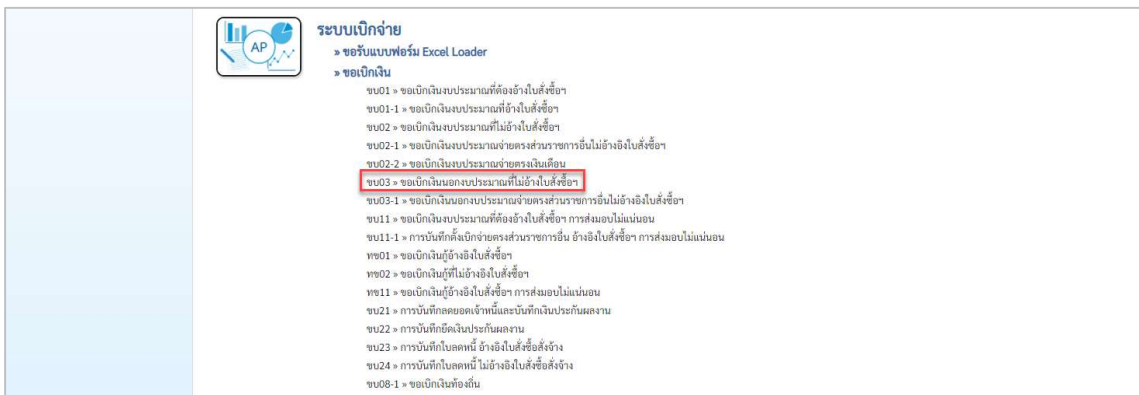 AP
ระบบเบิกจ่าย
» ขอรับแบบฟอร์ม Excel Loader
» ขอเบิกเงิน
ขบ01 » ขอเบิกเงินงบประมาณที่ต้องอ้างใบสั่งซื้อฯ
ขบ01-1 » ขอเบิกเงินงบประมาณที่อ้างใบสั่งซื้อฯ
ขบ02 » ขอเบิกเงินงบประมาณที่ไม่อ้างใบสั่งซื้อฯ
ขบ02-1 » ขอเบิกเงินงบประมาณจ่ายตรงส่วนราชการอื่นไม่อ้างอิงใบสั่งซื้อฯ
ขบ02-2 » ขอเบิกเงินงบประมาณจ่ายตรงเงินเดือน
ขบ03 » ขอเบิกเงินนอกงบประมาณที่ไม่อ้างใบสั่งซื้อฯ
ขบ03-1 » ขอเบิกเงินนอกงบประมาณจ่ายตรงส่วนราชการอื่นไม่อ้างอิงใบสั่งซื้อฯ
ขบ11 » ขอเบิกเงินงบประมาณที่ต้องอ้างใบสั่งซื้อฯ การส่งมอบไม่แน่นอน
ขบ11-1 » การบันทึกตั้งเบิกจ่ายตรงส่วนราชการอื่น อ้างอิงใบสั่งซื้อฯ การส่งมอบไม่แน่นอน
ทข01 » ขอเบิกเงินกู้อ้างอิงใบสั่งซื้อฯ
ทข02 » ขอเบิกเงินกู้ที่ไม่อ้างอิงใบสั่งซื้อฯ
ทข11 » ขอเบิกเงินกู้อ้างอิงใบสั่งซื้อฯ การส่งมอบไม่แน่นอน
ขบ21 » การบันทึกลดยอดเจ้าหนี้และบันทึกเงินประกันผลงาน
ขบ22 » การบันทึกยึดเงินประกันผลงาน
ขบ23 » การบันทึกใบลดหนี้ อ้างอิงใบสั่งซื้อสั่งจ้าง
ขบ24 » การบันทึกใบลดหนี้ ไม่อ้างอิงใบสั่งซื้อสั่งจ้าง
ขบ08-1 » ขอเบิกเงินท้องถิ่น